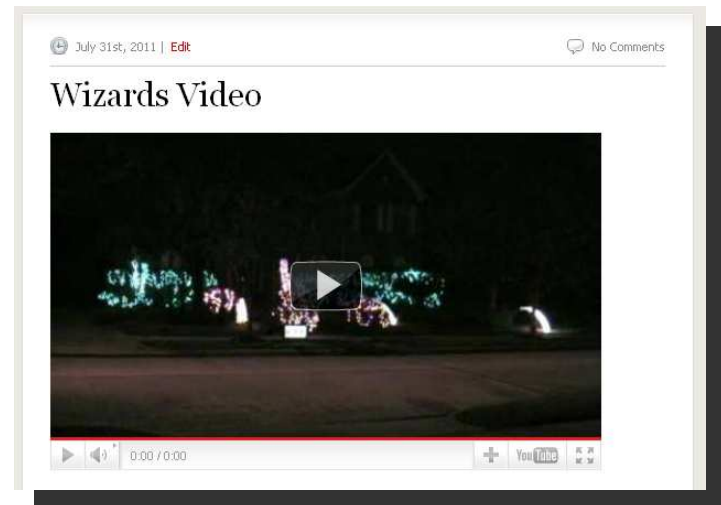 July 31st, 2011 | Edit
No Comments
Wizards Video
0:00 / 0:00
YouTube